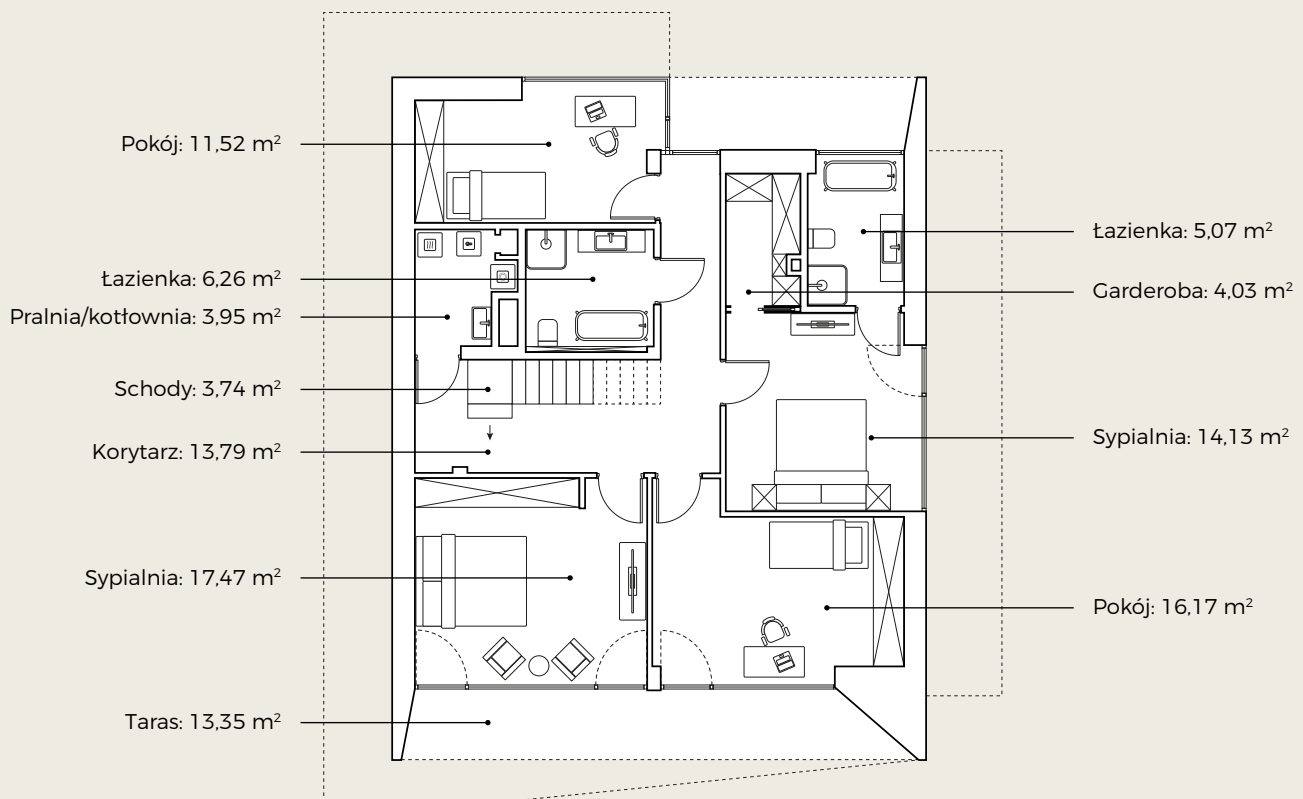 Pokój: 11,52 m²
Łazienka: 6,26 m²
Pralnia/kotłownia: 3,95 m²
Schody: 3,74 m²
Korytarz: 13,79 m²
Sypialnia: 17,47 m²
Taras: 13,35 m²
Łazienka: 5,07 m²
Garderoba: 4,03 m²
Sypialnia: 14,13 m²
Pokój: 16,17 m²